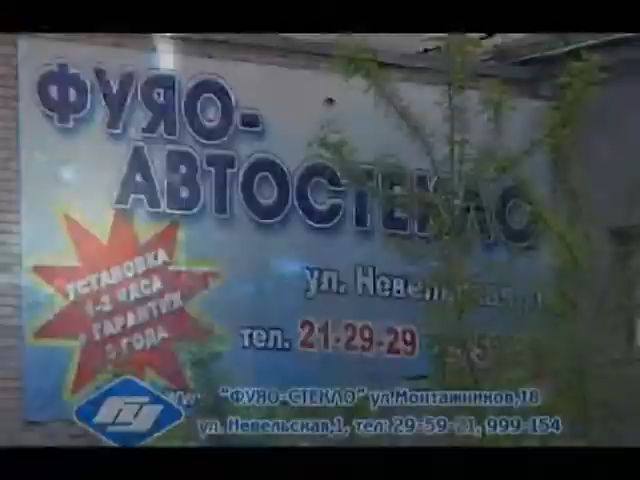 ФУЯО-
АВТОСТЕКЛО
УСТАНОВКА
1-2 ЧАСА
ГАРАНТИЯ
ГОДА
ул. Невельская
тел. 21-29-29
"ФУЯО-СТЕКЛО" ул.Монтажников,18
ул. Невельская,1, тел: 29-59-21, 999-154